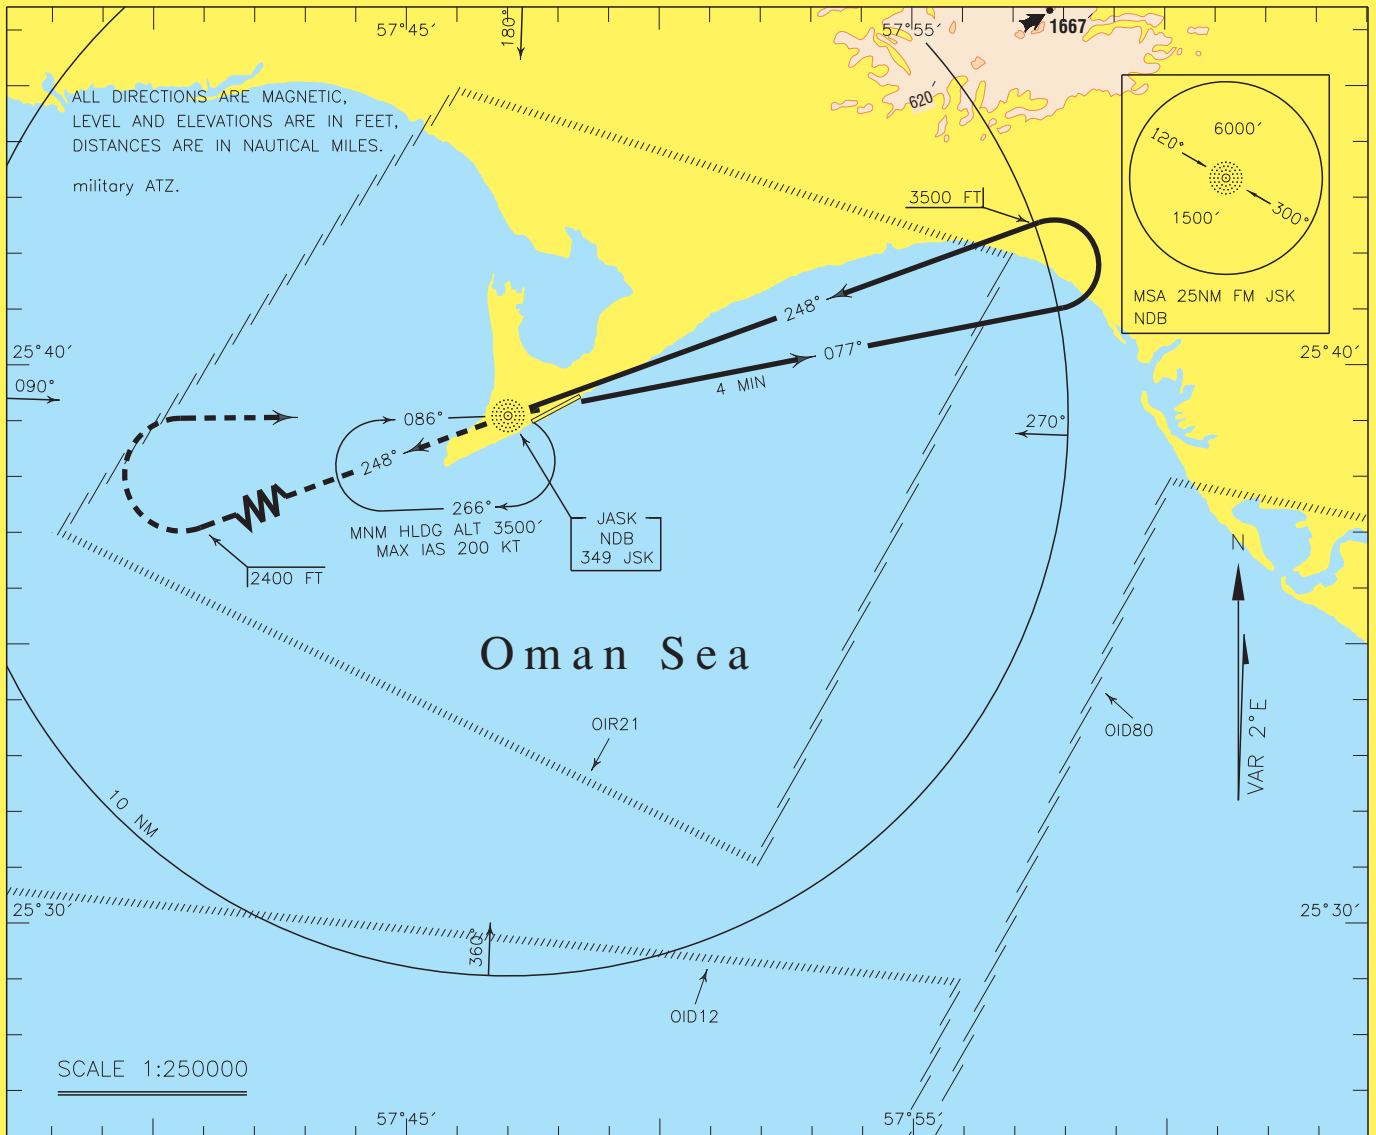 57°45′
180°
57°55′
1667′
620′
ALL DIRECTIONS ARE MAGNETIC,
LEVEL AND ELEVATIONS ARE IN FEET,
DISTANCES ARE IN NAUTICAL MILES.
military ATZ.
120°
6000′
1500′
300°
MSA 25NM FM JSK
NDB
3500 FT
248°
077°
4 MIN
25°40′
25°40′
090°
086°
248°
266°
270°
MNM HLDG ALT 3500′
MAX IAS 200 KT
JASK
NDB
349 JSK
2400 FT
N
VAR 2°E
Oman Sea
OIR21
OID80
10 NM
25°30′
25°30′
360°
OID12
SCALE 1:250000
57°45′
57°55′